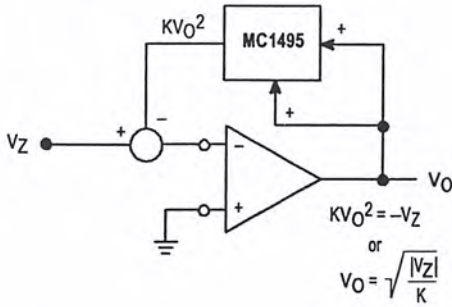 KVO²
MC1495
+
+
+
−
VZ
−
+
VO
KVO² = −VZ
or
VO = √(|VZ|/K)